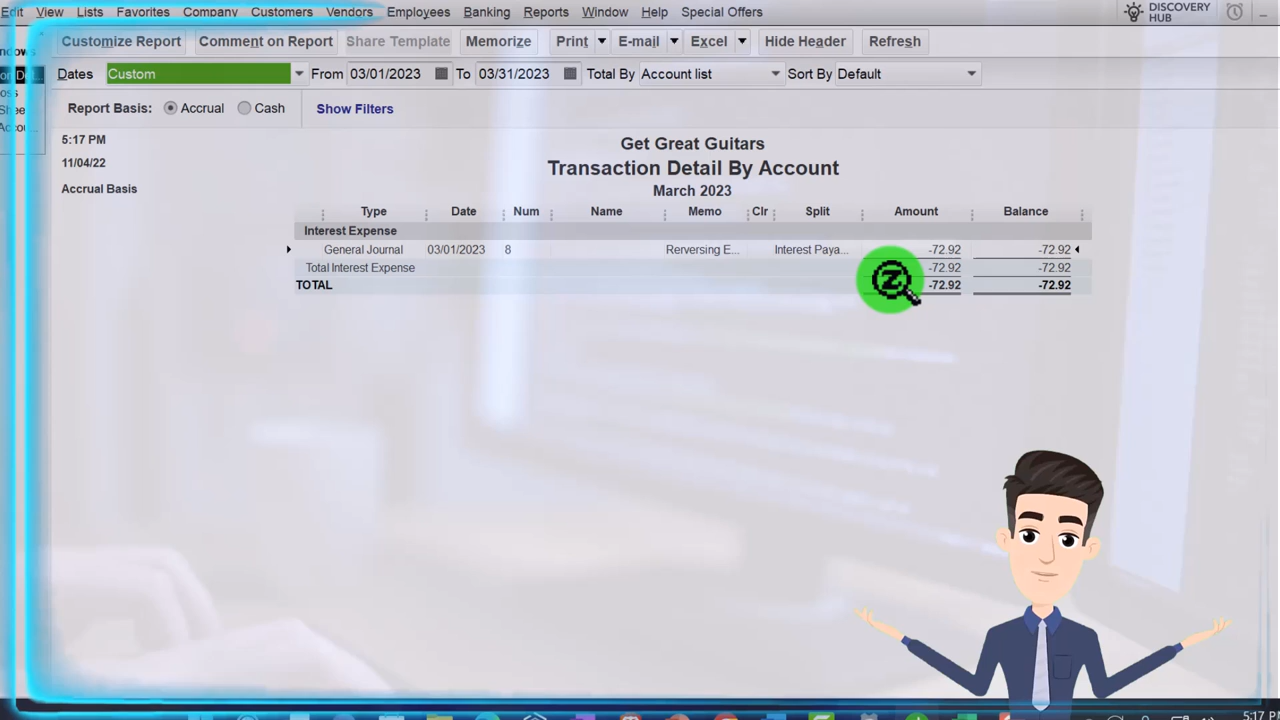 Edit View Lists Favorites Company Customers Vendors Employees Banking Reports Window Help Special Offers
DISCOVERY
HUB
Customize Report Comment on Report Share Template Memorize Print E-mail Excel Hide Header Refresh
Dates Custom From 03/01/2023 To 03/31/2023 Total By Account list Sort By Default
Report Basis: Accrual Cash Show Filters
5:17 PM
11/04/22
Accrual Basis
Get Great Guitars
Transaction Detail By Account
March 2023
Type Date Num Name Memo Clr Split Amount Balance
Interest Expense
General Journal 03/01/2023 8 Rerversing E... Interest Paya... -72.92 -72.92
Total Interest Expense -72.92 -72.92
TOTAL -72.92 -72.92
5:17 PM